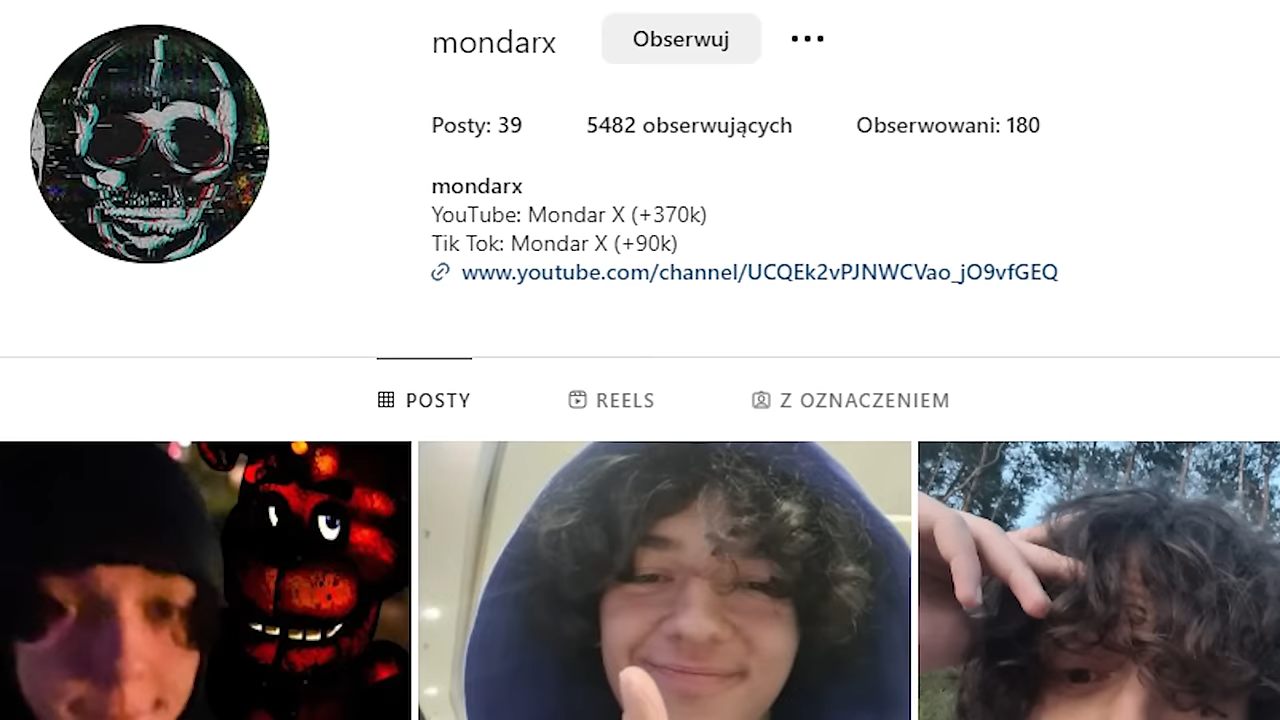 mondarx Obserwuj
Posty: 39 5482 obserwujących Obserwowani: 180
mondarx
YouTube: Mondar X (+370k)
Tik Tok: Mondar X (+90k)
www.youtube.com/channel/UCQEk2vPJNWCVao_jO9vfGEQ
POSTY REELS Z OZNACZENIEM